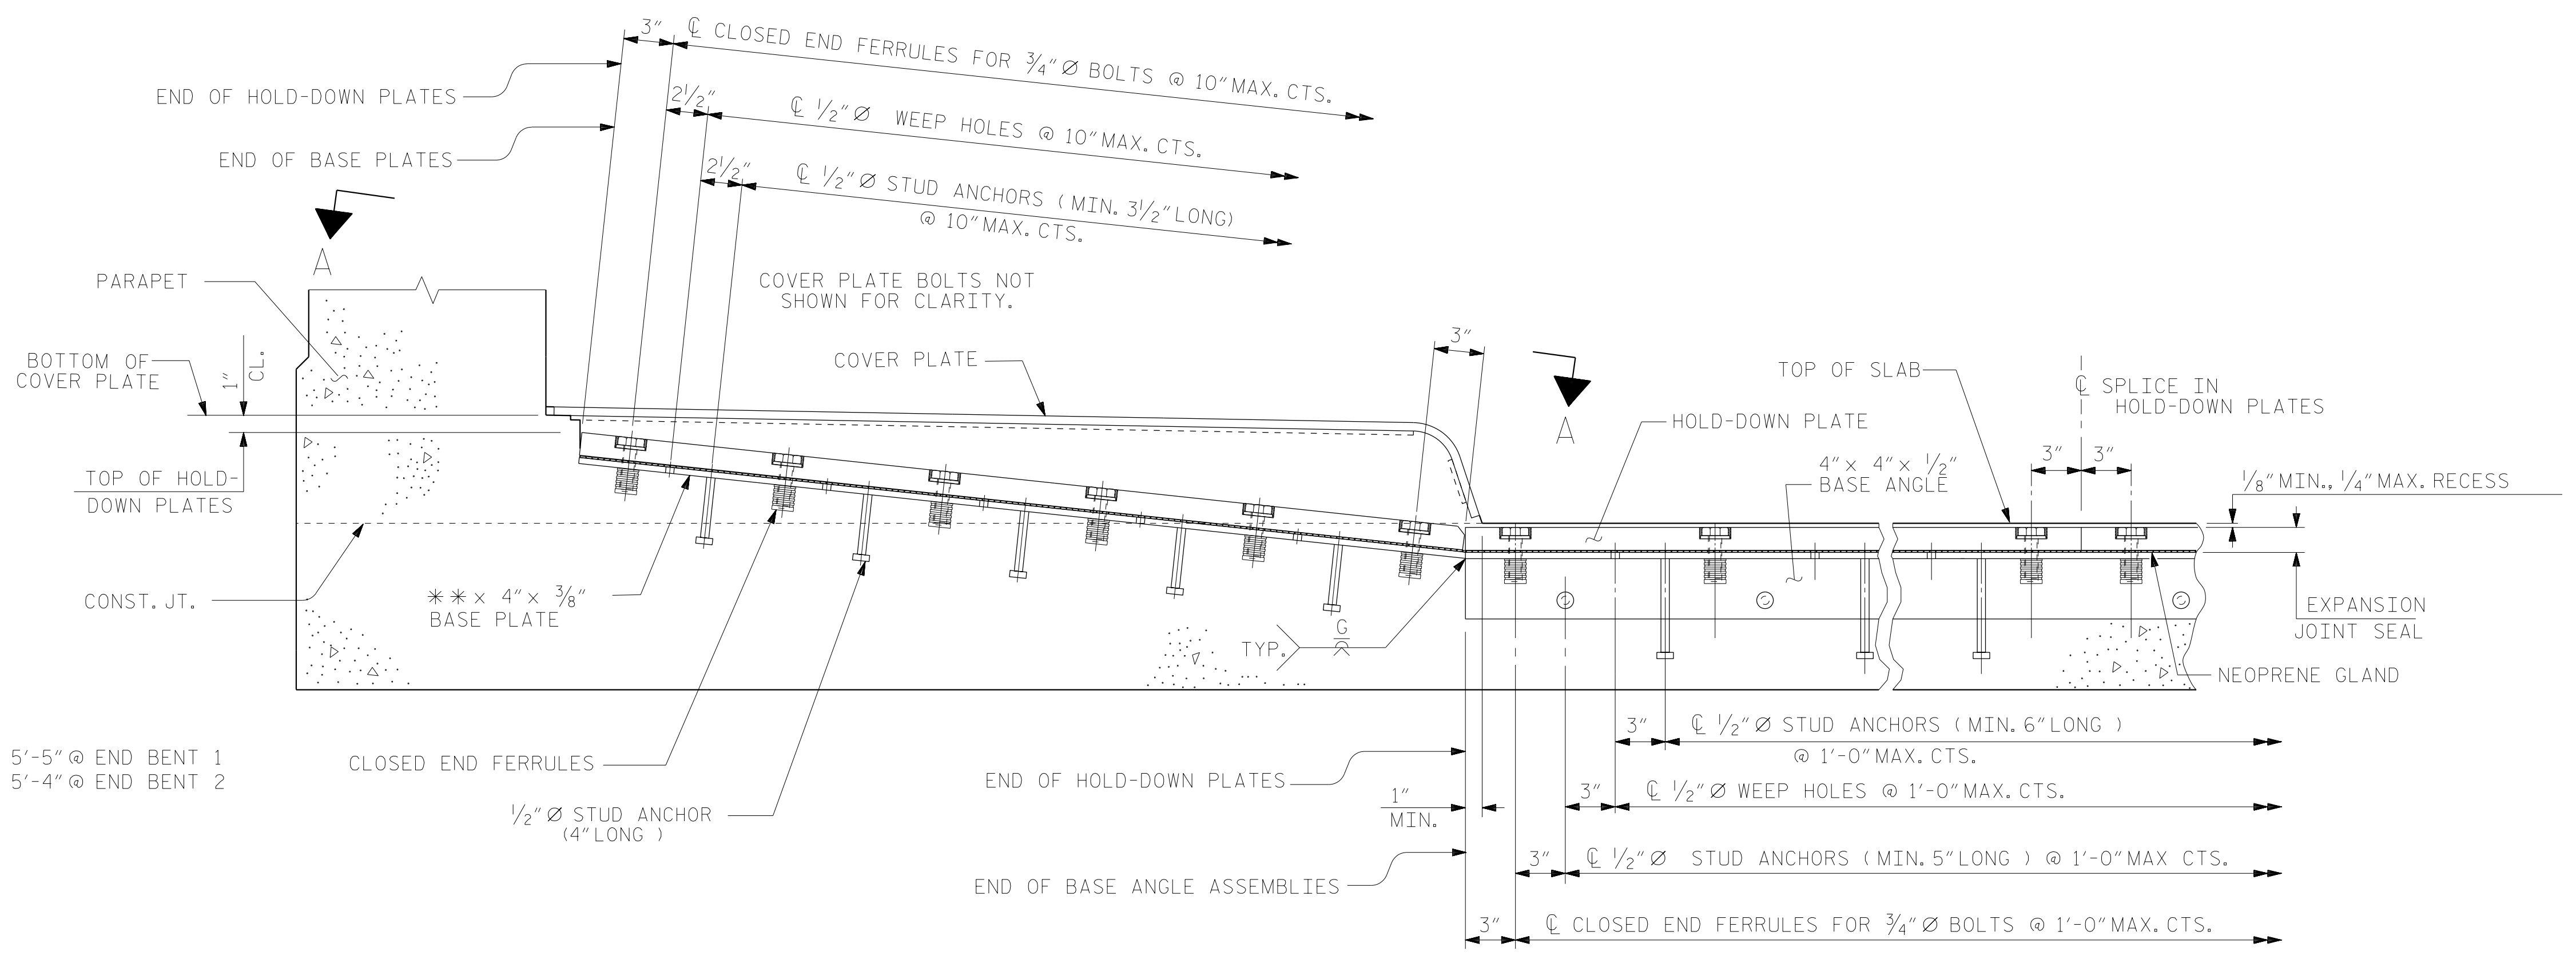 3″
℄ CLOSED END FERRULES FOR ¾″Ø BOLTS @ 10″MAX. CTS.
END OF HOLD-DOWN PLATES
2½″
℄ ½″Ø WEEP HOLES @ 10″MAX. CTS.
END OF BASE PLATES
2½″
℄ ½″Ø STUD ANCHORS (MIN. 3½″LONG)
@ 10″MAX. CTS.
A
PARAPET
COVER PLATE BOLTS NOT
SHOWN FOR CLARITY.
BOTTOM OF
COVER PLATE
1″
CL.
COVER PLATE
3″
A
TOP OF SLAB
℄ SPLICE IN
HOLD-DOWN PLATES
HOLD-DOWN PLATE
3″
3″
4″x 4″x ½″
BASE ANGLE
⅛″MIN., ¼″MAX. RECESS
TOP OF HOLD-
DOWN PLATES
CONST. JT.
✳✳ x 4″x ⅜″
BASE PLATE
TYP.
G
EXPANSION
JOINT SEAL
NEOPRENE GLAND
5′-5″@ END BENT 1
5′-4″@ END BENT 2
CLOSED END FERRULES
½″Ø STUD ANCHOR
(4″LONG )
END OF HOLD-DOWN PLATES
3″
℄ ½″Ø STUD ANCHORS (MIN. 6″LONG )
@ 1′-0″MAX. CTS.
1″
MIN.
3″
℄ ½″Ø WEEP HOLES @ 1′-0″MAX. CTS.
END OF BASE ANGLE ASSEMBLIES
3″
℄ ½″Ø STUD ANCHORS (MIN. 5″LONG ) @ 1′-0″MAX CTS.
3″
℄ CLOSED END FERRULES FOR ¾″Ø BOLTS @ 1′-0″MAX. CTS.